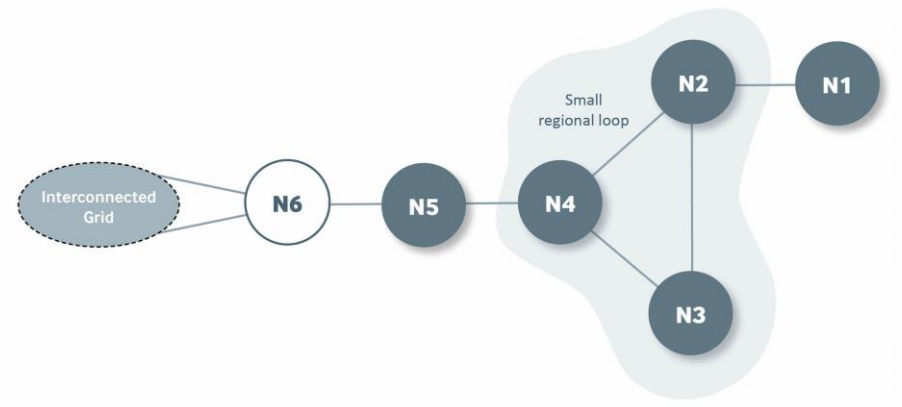 Interconnected
Grid
N6
N5
N4
Small
regional loop
N2
N1
N3